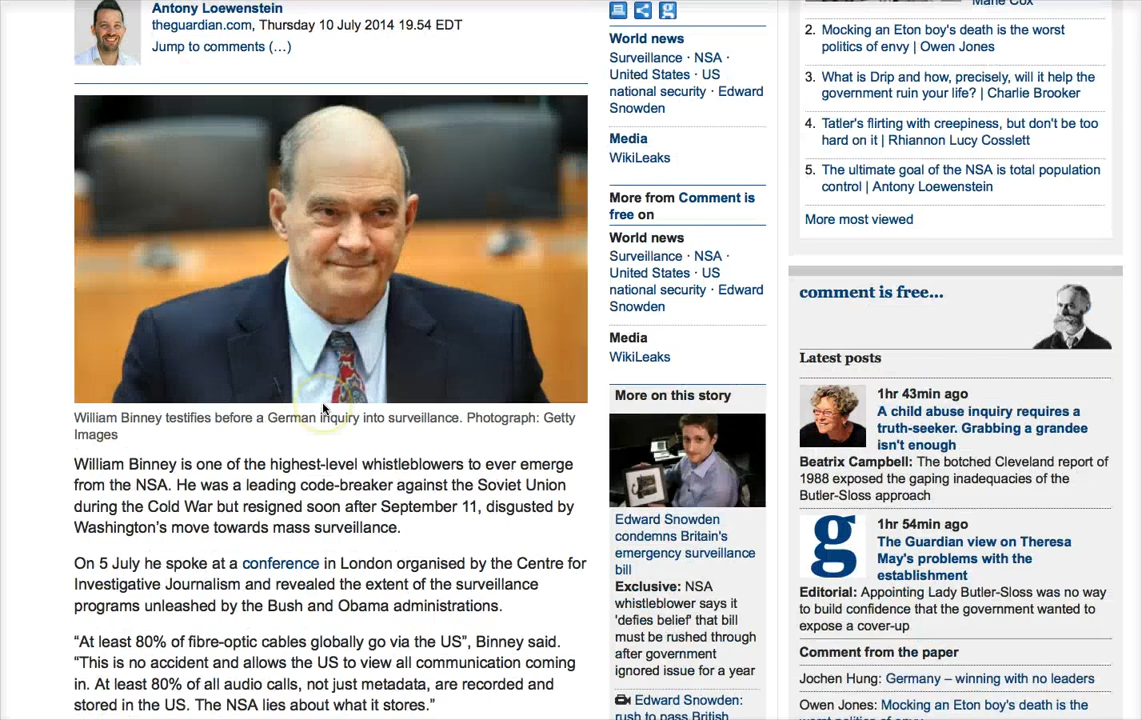 Antony Loewenstein
theguardian.com, Thursday 10 July 2014 19.54 EDT
Jump to comments (…)
William Binney testifies before a German inquiry into surveillance. Photograph: Getty
Images
William Binney is one of the highest-level whistleblowers to ever emerge
from the NSA. He was a leading code-breaker against the Soviet Union
during the Cold War but resigned soon after September 11, disgusted by
Washington's move towards mass surveillance.
On 5 July he spoke at a conference in London organised by the Centre for
Investigative Journalism and revealed the extent of the surveillance
programs unleashed by the Bush and Obama administrations.
“At least 80% of fibre-optic cables globally go via the US”, Binney said.
“This is no accident and allows the US to view all communication coming
in. At least 80% of all audio calls, not just metadata, are recorded and
stored in the US. The NSA lies about what it stores.”
g
World news
Surveillance · NSA ·
United States · US
national security · Edward
Snowden
Media
WikiLeaks
More from Comment is
free on
World news
Surveillance · NSA ·
United States · US
national security · Edward
Snowden
Media
WikiLeaks
More on this story
Edward Snowden
condemns Britain's
emergency surveillance
bill
Exclusive: NSA
whistleblower says it
'defies belief' that bill
must be rushed through
after government
ignored issue for a year
Edward Snowden:
rush to pass British
Marie Cox
2. Mocking an Eton boy's death is the worst
politics of envy | Owen Jones
3. What is Drip and how, precisely, will it help the
government ruin your life? | Charlie Brooker
4. Tatler's flirting with creepiness, but don't be too
hard on it | Rhiannon Lucy Cosslett
5. The ultimate goal of the NSA is total population
control | Antony Loewenstein
More most viewed
comment is free…
Latest posts
1hr 43min ago
A child abuse inquiry requires a
truth-seeker. Grabbing a grandee
isn't enough
Beatrix Campbell: The botched Cleveland report of
1988 exposed the gaping inadequacies of the
Butler-Sloss approach
g
1hr 54min ago
The Guardian view on Theresa
May's problems with the
establishment
Editorial: Appointing Lady Butler-Sloss was no way
to build confidence that the government wanted to
expose a cover-up
Comment from the paper
Jochen Hung: Germany – winning with no leaders
Owen Jones: Mocking an Eton boy's death is the
worst politics of envy